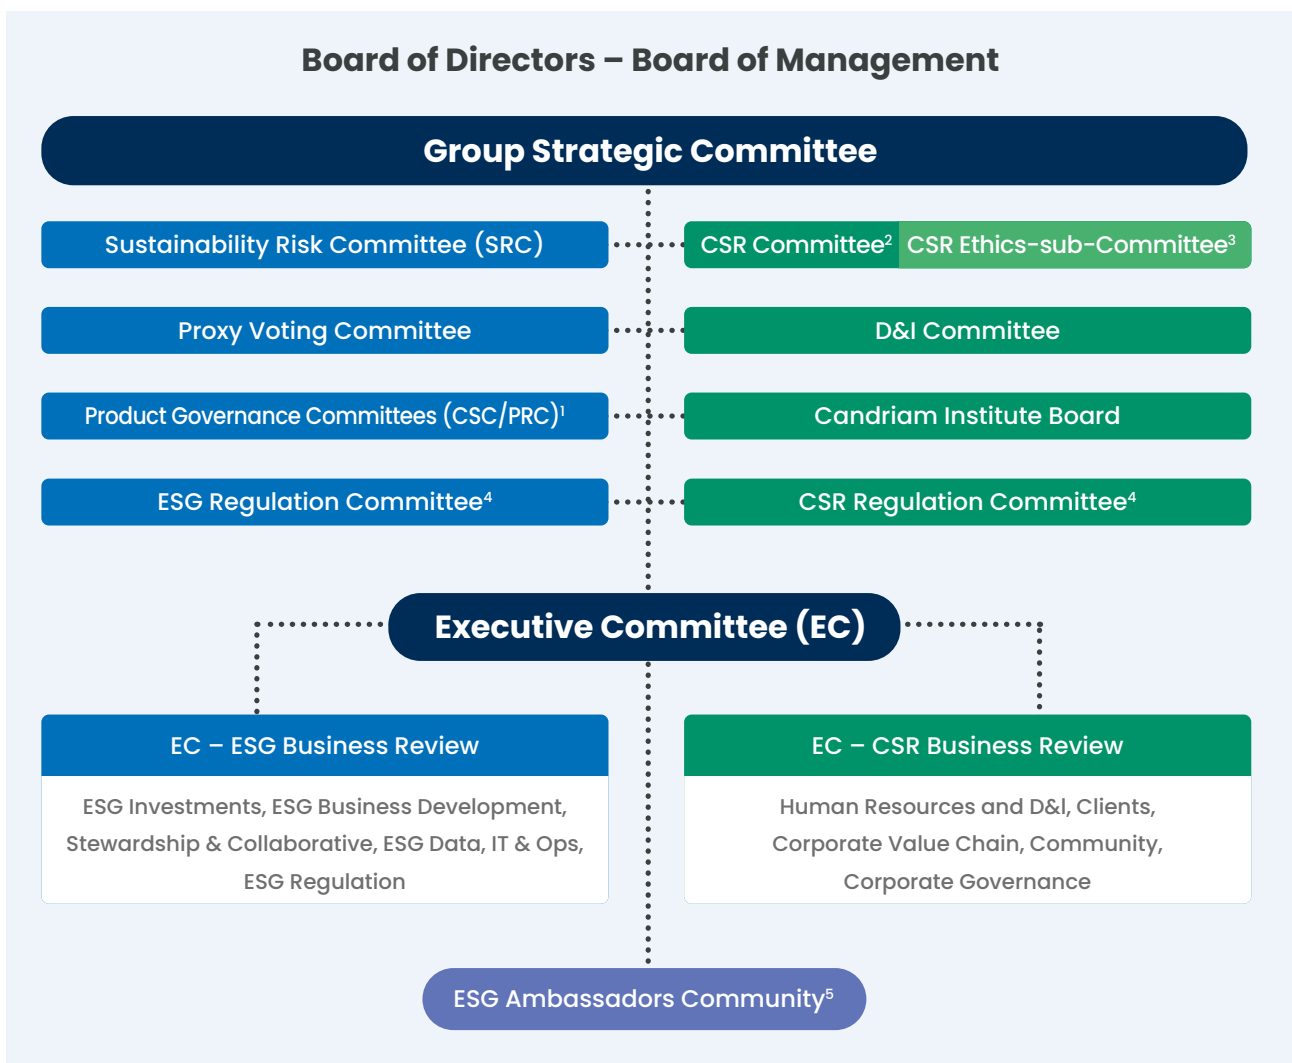 Board of Directors – Board of Management
Group Strategic Committee
Sustainability Risk Committee (SRC)
CSR Committee² CSR Ethics-sub-Committee³
Proxy Voting Committee
D&I Committee
Product Governance Committees (CSC/PRC)¹
Candriam Institute Board
ESG Regulation Committee⁴
CSR Regulation Committee⁴
Executive Committee (EC)
EC – ESG Business Review
ESG Investments, ESG Business Development,
Stewardship & Collaborative, ESG Data, IT & Ops,
ESG Regulation
EC – CSR Business Review
Human Resources and D&I, Clients,
Corporate Value Chain, Community,
Corporate Governance
ESG Ambassadors Community⁵